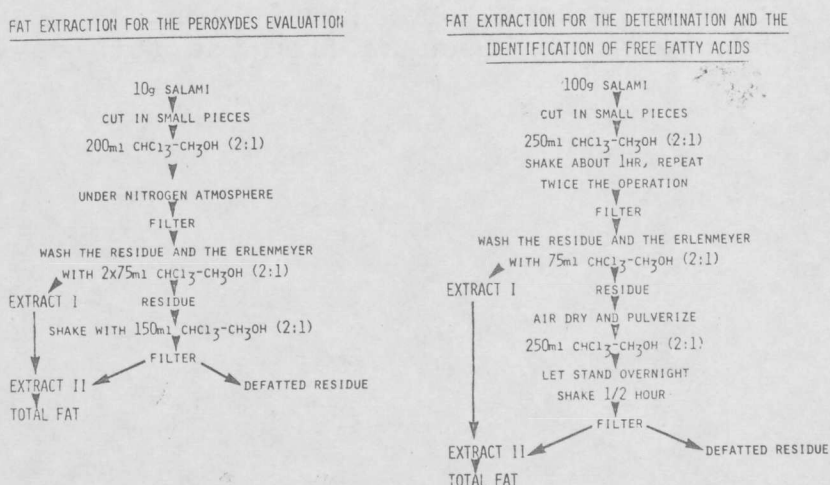 FAT EXTRACTION FOR THE PEROXYDES EVALUATION
10g SALAMI
CUT IN SMALL PIECES
200ml CHCl3-CH3OH (2:1)
UNDER NITROGEN ATMOSPHERE
FILTER
WASH THE RESIDUE AND THE ERLENMEYER
WITH 2x75ml CHCl3-CH3OH (2:1)
EXTRACT I
RESIDUE
SHAKE WITH 150ml CHCl3-CH3OH (2:1)
FILTER
EXTRACT II
DEFATTED RESIDUE
TOTAL FAT
FAT EXTRACTION FOR THE DETERMINATION AND THE
IDENTIFICATION OF FREE FATTY ACIDS
100g SALAMI
CUT IN SMALL PIECES
250ml CHCl3-CH3OH (2:1)
SHAKE ABOUT 1HR, REPEAT
TWICE THE OPERATION
FILTER
WASH THE RESIDUE AND THE ERLENMEYER
WITH 75ml CHCl3-CH3OH (2:1)
EXTRACT I
RESIDUE
AIR DRY AND PULVERIZE
250ml CHCl3-CH3OH (2:1)
LET STAND OVERNIGHT
SHAKE 1/2 HOUR
FILTER
EXTRACT II
DEFATTED RESIDUE
TOTAL FAT